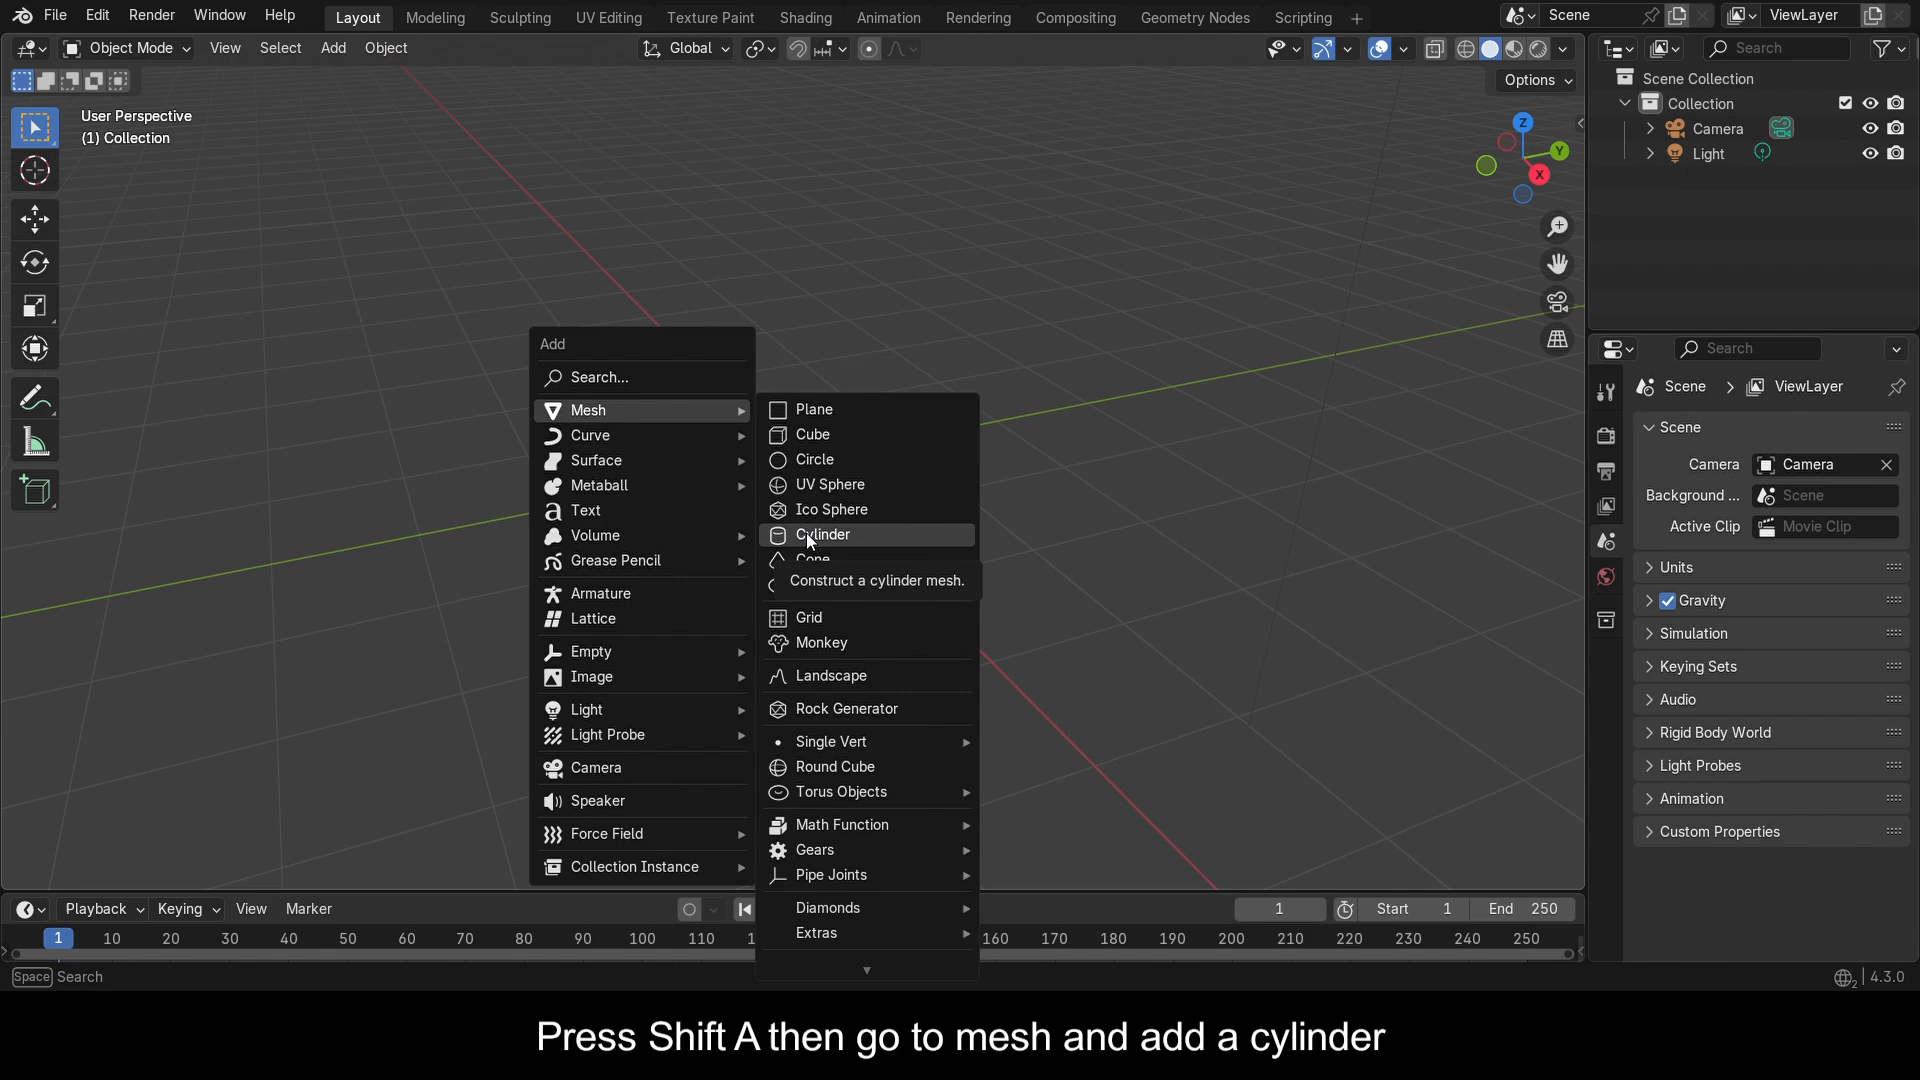 File Edit Render Window Help Layout Modeling Sculpting UV Editing Texture Paint Shading Animation Rendering Compositing Geometry Nodes Scripting + Scene ViewLayer
Object Mode View Select Add Object Global Search
Options
User Perspective
(1) Collection
Z
Y
X
Scene Collection
Collection
Camera
Light
Add
Search...
Mesh
Curve
Surface
Metaball
Text
Volume
Grease Pencil
Armature
Lattice
Empty
Image
Light
Light Probe
Camera
Speaker
Force Field
Collection Instance
Plane
Cube
Circle
UV Sphere
Ico Sphere
Cylinder
Cone
Construct a cylinder mesh.
Grid
Monkey
Landscape
Rock Generator
Single Vert
Round Cube
Torus Objects
Math Function
Gears
Pipe Joints
Diamonds
Extras
Search
Scene ViewLayer
Scene
Camera Camera
Background ... Scene
Active Clip Movie Clip
Units
Gravity
Simulation
Keying Sets
Audio
Rigid Body World
Light Probes
Animation
Custom Properties
Playback Keying View Marker 1 Start 1 End 250
1 10 20 30 40 50 60 70 80 90 100 110 160 170 180 190 200 210 220 230 240 250
Space Search 2 4.3.0
Press Shift A then go to mesh and add a cylinder